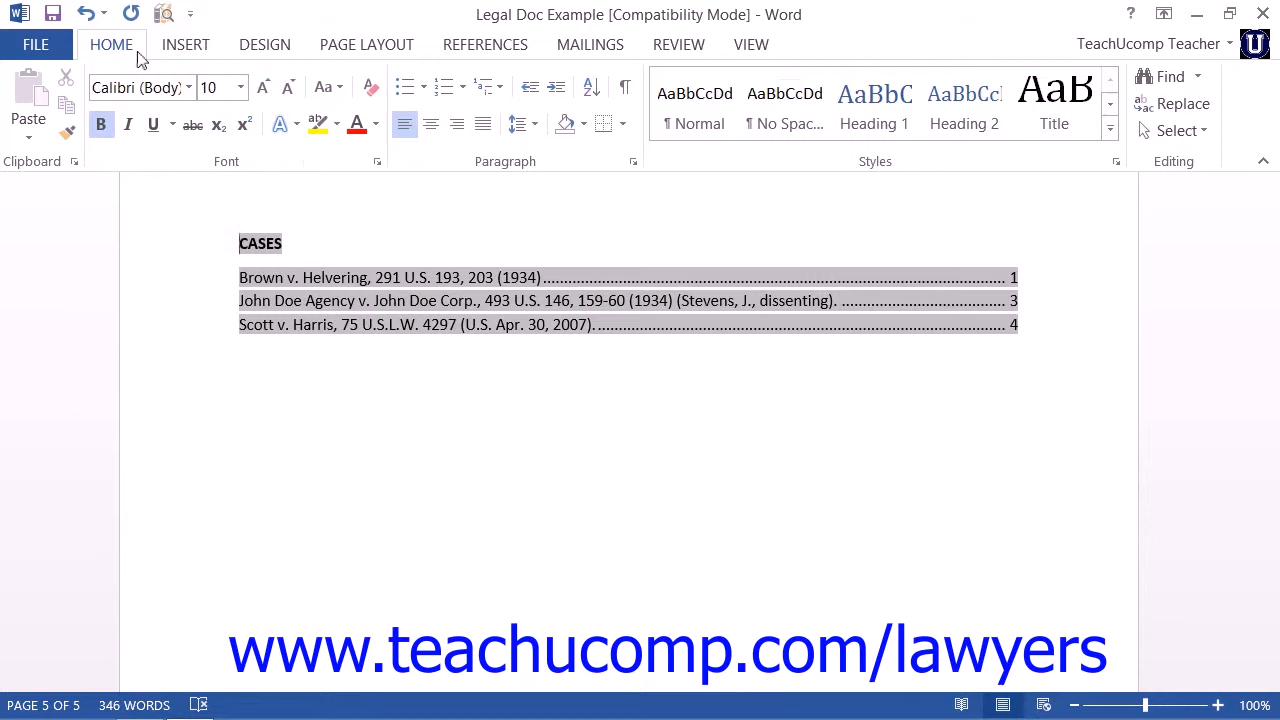 Legal Doc Example [Compatibility Mode] - Word
FILE HOME INSERT DESIGN PAGE LAYOUT REFERENCES MAILINGS REVIEW VIEW TeachUcomp Teacher
Paste
Calibri (Body) 10
Aa
AaBbCcDd AaBbCcDd AaBbC AaBbCc AaB
¶ Normal ¶ No Spac... Heading 1 Heading 2 Title
Find
Replace
Select
Clipboard Font Paragraph Styles Editing
CASES
Brown v. Helvering, 291 U.S. 193, 203 (1934) ........ 1
John Doe Agency v. John Doe Corp., 493 U.S. 146, 159-60 (1934) (Stevens, J., dissenting). ........ 3
Scott v. Harris, 75 U.S.L.W. 4297 (U.S. Apr. 30, 2007). ........ 4
www.teachucomp.com/lawyers
PAGE 5 OF 5 346 WORDS 100%